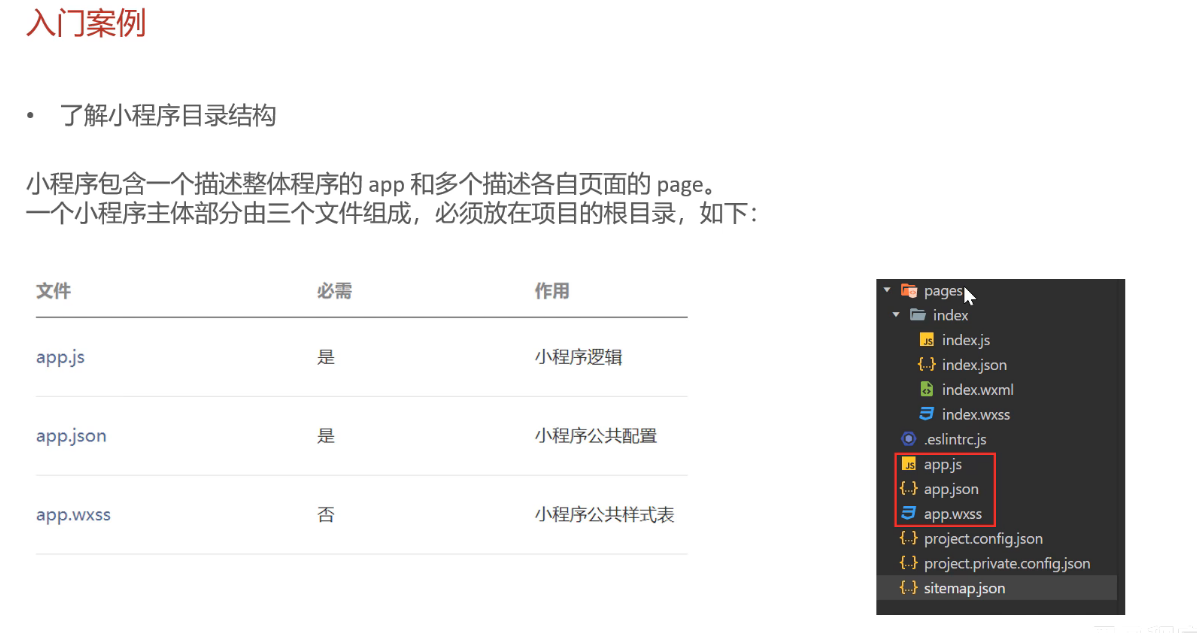 入门案例
• 了解小程序目录结构
小程序包含一个描述整体程序的 app 和多个描述各自页面的 page。
一个小程序主体部分由三个文件组成，必须放在项目的根目录，如下：
文件 必需 作用
app.js 是 小程序逻辑
app.json 是 小程序公共配置
app.wxss 否 小程序公共样式表
pages
index
index.js
index.json
index.wxml
index.wxss
.eslintrc.js
app.js
app.json
app.wxss
project.config.json
project.private.config.json
sitemap.json